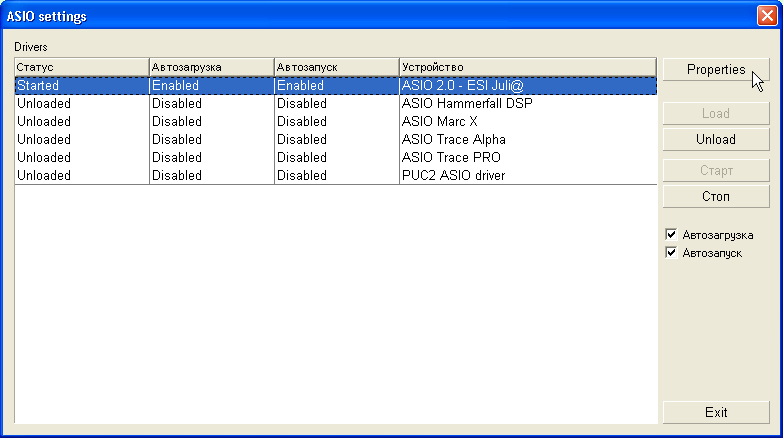 ASIO settings
Drivers
Статус Автозагрузка Автозапуск Устройство
Started Enabled Enabled ASIO 2.0 - ESI Juli@
Unloaded Disabled Disabled ASIO Hammerfall DSP
Unloaded Disabled Disabled ASIO Marc X
Unloaded Disabled Disabled ASIO Trace Alpha
Unloaded Disabled Disabled ASIO Trace PRO
Unloaded Disabled Disabled PUC2 ASIO driver
Properties
Load
Unload
Старт
Стоп
Автозагрузка
Автозапуск
Exit